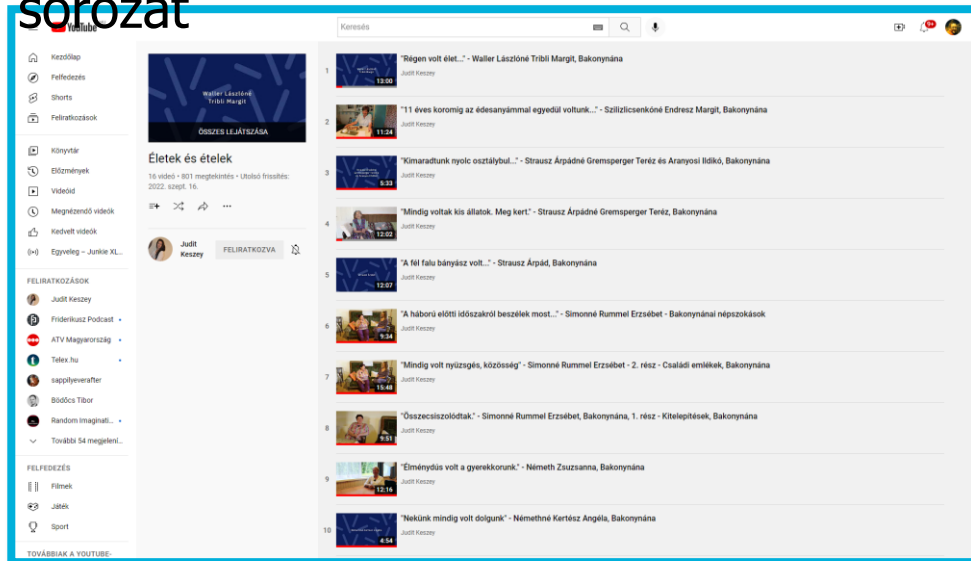 sorozat
YouTube
Keresés
Kezdőlap
Felfedezés
Shorts
Feliratkozások
Könyvtár
Előzmények
Videóid
Megnézendő videók
Kedvelt videók
Egyveleg – Junkie XL...
FELIRATKOZÁSOK
Judit Keszey
Friderikusz Podcast
ATV Magyarország
Telex.hu
sappilyeverafter
Bödőcs Tibor
Random Imaginati...
További 54 megjelení...
FELFEDEZÉS
Filmek
Játék
Sport
TOVÁBBIAK A YOUTUBE-
Waller Lászlóné
Tribli Margit
ÖSSZES LEJÁTSZÁSA
Életek és ételek
16 videó • 801 megtekintés • Utolsó frissítés:
2022. szept. 16.
Judit
Keszey
FELIRATKOZVA
1
13:00
"Régen volt élet..." - Waller Lászlóné Tribli Margit, Bakonynána
Judit Keszey
2
11:24
"11 éves koromig az édesanyámmal egyedül voltunk..." - Szilizlicsenkóné Endresz Margit, Bakonynána
Judit Keszey
3
5:33
"Kimaradtunk nyolc osztálybul..." - Strausz Árpádné Gremsperger Teréz és Aranyosi Ildikó, Bakonynána
Judit Keszey
4
12:02
"Mindig voltak kis állatok. Meg kert." - Strausz Árpádné Gremsperger Teréz, Bakonynána
Judit Keszey
5
12:07
"A fél falu bányász volt..." - Strausz Árpád, Bakonynána
Judit Keszey
6
9:34
"A háború előtti időszakról beszélek most..." - Simonné Rummel Erzsébet - Bakonynánai népszokások
Judit Keszey
7
15:48
"Mindig volt nyüzsgés, közösség" - Simonné Rummel Erzsébet - 2. rész - Családi emlékek, Bakonynána
Judit Keszey
8
9:51
"Összecsiszolódtak." - Simonné Rummel Erzsébet, Bakonynána, 1. rész - Kitelepítések, Bakonynána
Judit Keszey
9
12:16
"Élménydús volt a gyerekkorunk." - Németh Zsuzsanna, Bakonynána
Judit Keszey
10
4:54
"Nekünk mindig volt dolgunk" - Némethné Kertész Angéla, Bakonynána
Judit Keszey